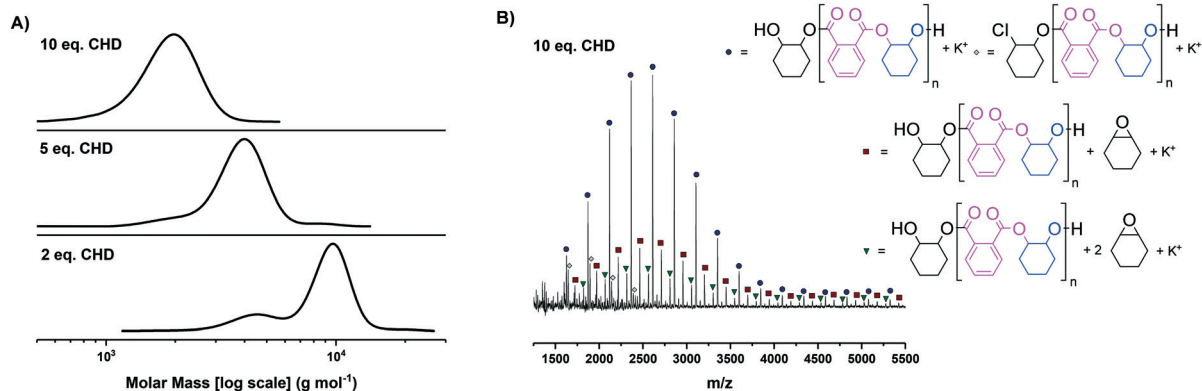 A)
10 eq. CHD
5 eq. CHD
2 eq. CHD
10³
10⁴
Molar Mass [log scale] (g mol⁻¹)
B)
10 eq. CHD
= HO O O O O O H n + K⁺
= Cl O O O O O H n + K⁺
= HO O O O O O H n + O + K⁺
= HO O O O O O H n + 2 O + K⁺
1500 2000 2500 3000 3500 4000 4500 5000 5500
m/z